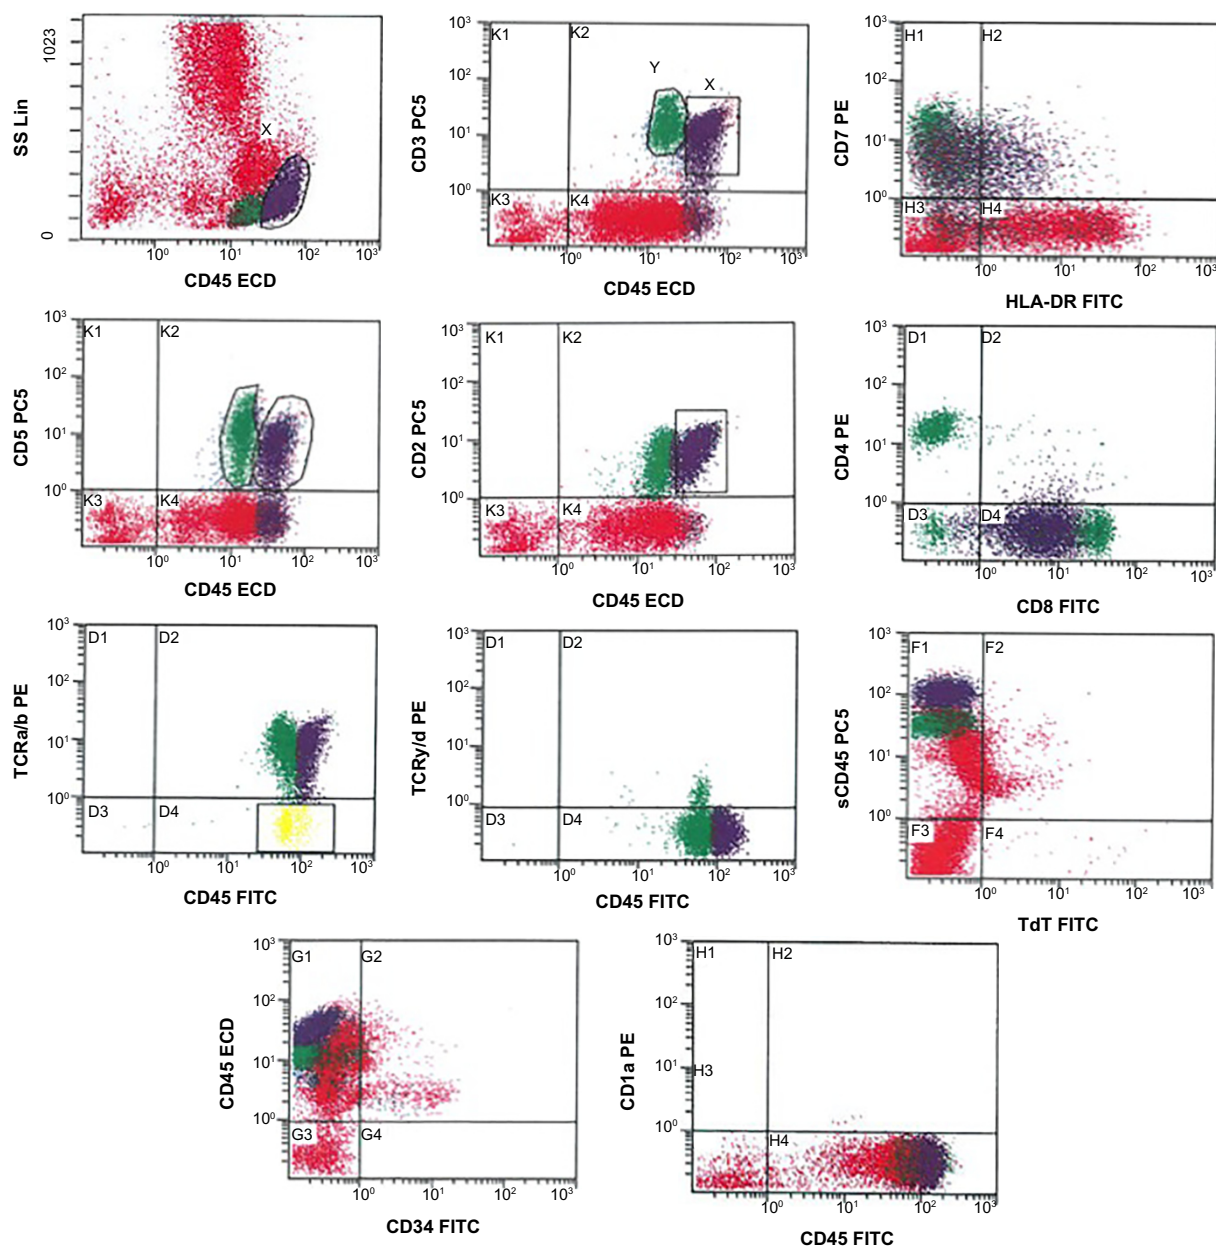 SS Lin
1023
0
X
10⁰ 10¹ 10² 10³
CD45 ECD
CD3 PC5
10³
10²
10¹
10⁰
K1 K2
Y
X
K3 K4
10⁰ 10¹ 10² 10³
CD45 ECD
CD7 PE
10³
10²
10¹
10⁰
H1 H2
H3 H4
10⁰ 10¹ 10² 10³
HLA-DR FITC
CD5 PC5
10³
10²
10¹
10⁰
K1 K2
K3 K4
10⁰ 10¹ 10² 10³
CD45 ECD
CD2 PC5
10³
10²
10¹
10⁰
K1 K2
K3 K4
10⁰ 10¹ 10² 10³
CD45 ECD
CD4 PE
10³
10²
10¹
10⁰
D1 D2
D3 D4
10⁰ 10¹ 10² 10³
CD8 FITC
TCRa/b PE
10³
10²
10¹
10⁰
D1 D2
D3 D4
10⁰ 10¹ 10² 10³
CD45 FITC
TCRy/d PE
10³
10²
10¹
10⁰
D1 D2
D3 D4
10⁰ 10¹ 10² 10³
CD45 FITC
sCD45 PC5
10³
10²
10¹
10⁰
F1 F2
F3 F4
10⁰ 10¹ 10² 10³
TdT FITC
CD45 ECD
10³
10²
10¹
10⁰
G1 G2
G3 G4
10⁰ 10¹ 10² 10³
CD34 FITC
CD1a PE
10³
10²
10¹
10⁰
H1 H2
H3
H4
10⁰ 10¹ 10² 10³
CD45 FITC